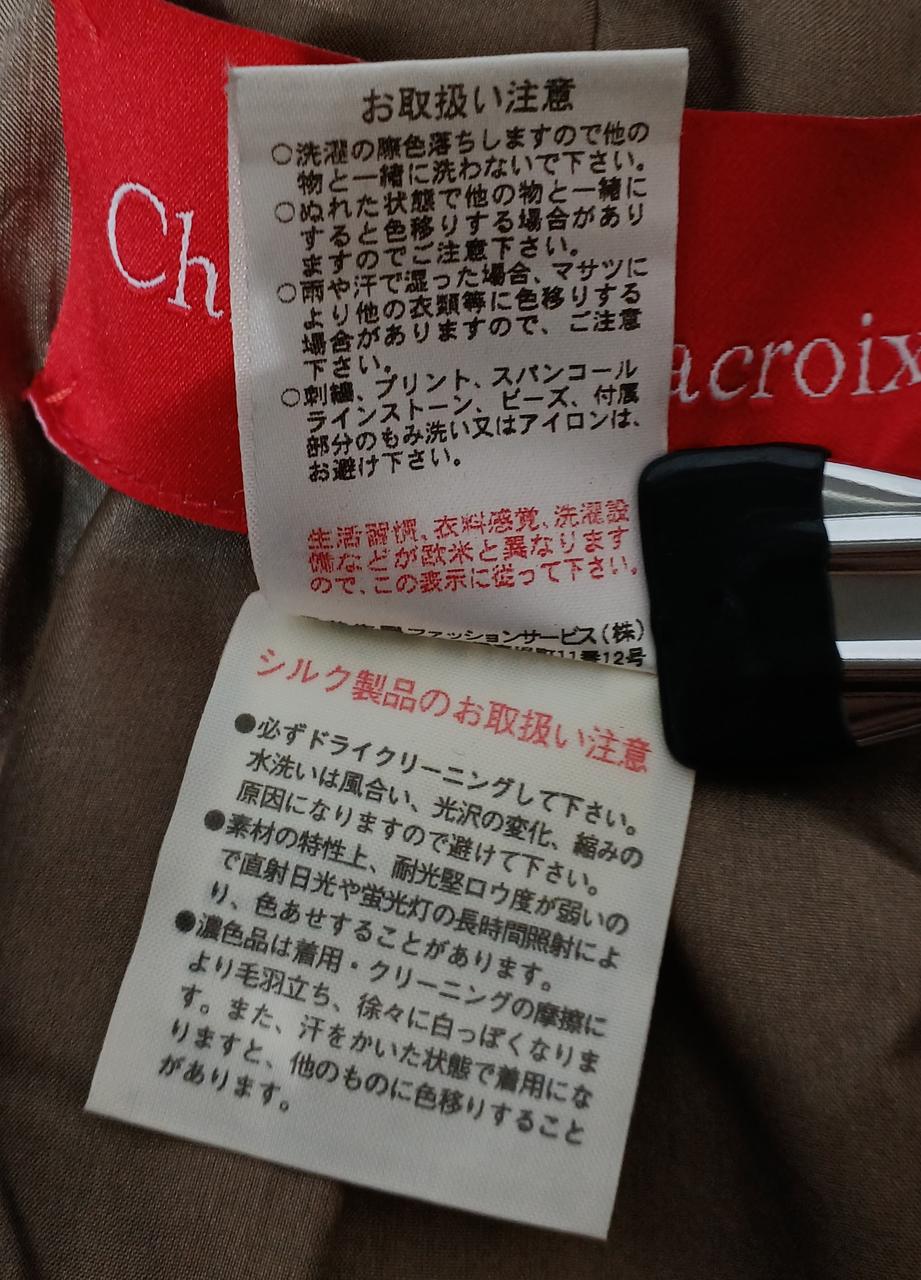 Ch
acroix
お取扱い注意
○洗濯の際色落ちしますので他の
物と一緒に洗わないで下さい。
○ぬれた状態で他の物と一緒に
すると色移りする場合があり
ますのでご注意下さい。
○雨や汗で湿った場合、マサツに
より他の衣類等に色移りする
場合がありますので、ご注意
下さい。
○刺繍、プリント、スパンコール
ラインストーン、ビーズ、付属
部分のもみ洗い又はアイロンは、
お避け下さい。
生活習慣、衣料感覚、洗濯設
備などが欧米と異なります
ので、この表示に従って下さい。
ファッションサービス(株)
町11番12号
シルク製品のお取扱い注意
●必ずドライクリーニングして下さい。
水洗いは風合い、光沢の変化、縮みの
原因になりますので避けて下さい。
●素材の特性上、耐光堅ロウ度が弱いの
で直射日光や蛍光灯の長時間照射によ
り、色あせすることがあります。
●濃色品は着用・クリーニングの摩擦に
より毛羽立ち、徐々に白っぽくなりま
す。また、汗をかいた状態で着用にな
りますと、他のものに色移りすること
があります。